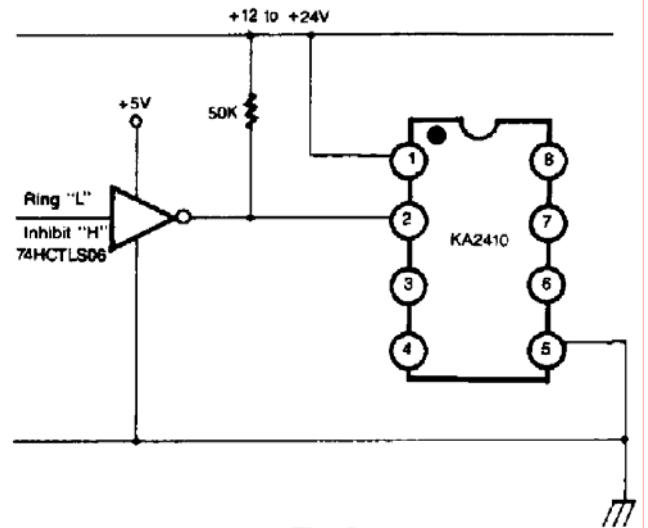 +12 to +24V
+5V
50K
Ring "L"
Inhibit "H"
74HCTLS06
KA2410
1
2
3
4
8
7
6
5